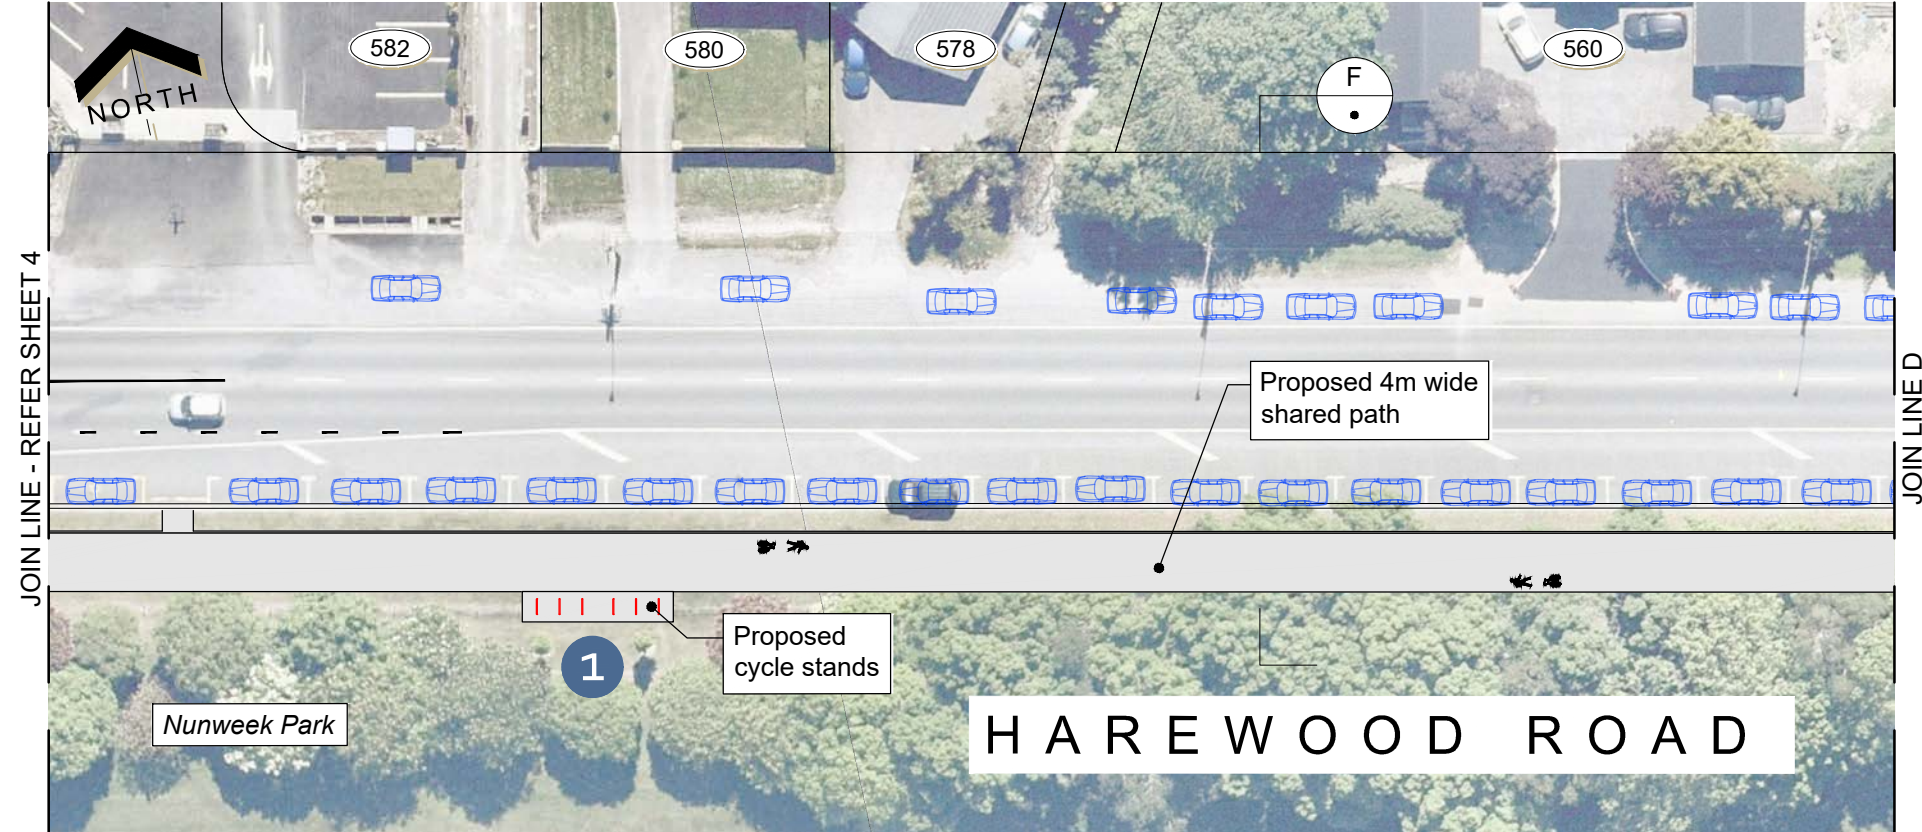 582
580
578
560
F
NORTH
JOIN LINE - REFER SHEET 4
JOIN LINE D
Proposed 4m wide
shared path
Proposed
cycle stands
1
Nunweek Park
HAREWOOD ROAD